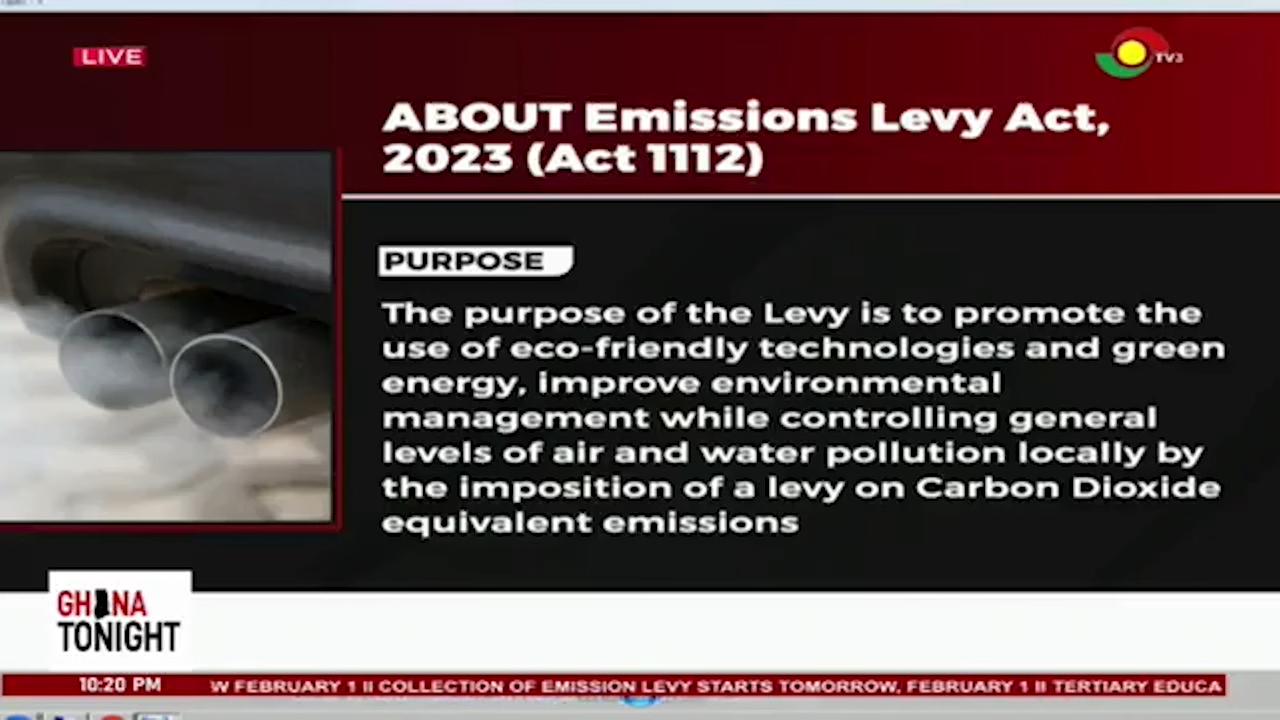 LIVE
TV3
ABOUT Emissions Levy Act,
2023 (Act 1112)
PURPOSE
The purpose of the Levy is to promote the
use of eco-friendly technologies and green
energy, improve environmental
management while controlling general
levels of air and water pollution locally by
the imposition of a levy on Carbon Dioxide
equivalent emissions
GHANA
TONIGHT
10:20 PM
W FEBRUARY 1 II COLLECTION OF EMISSION LEVY STARTS TOMORROW, FEBRUARY 1 II TERTIARY EDUCA